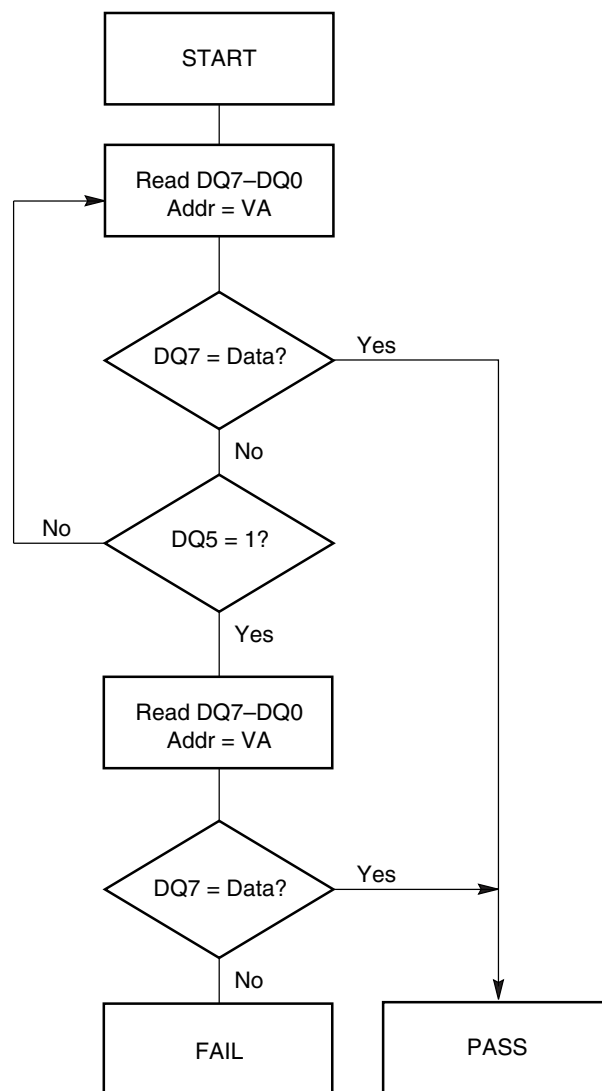 START
Read DQ7–DQ0
Addr = VA
DQ7 = Data?
Yes
No
No
DQ5 = 1?
Yes
Read DQ7–DQ0
Addr = VA
DQ7 = Data?
Yes
No
FAIL
PASS